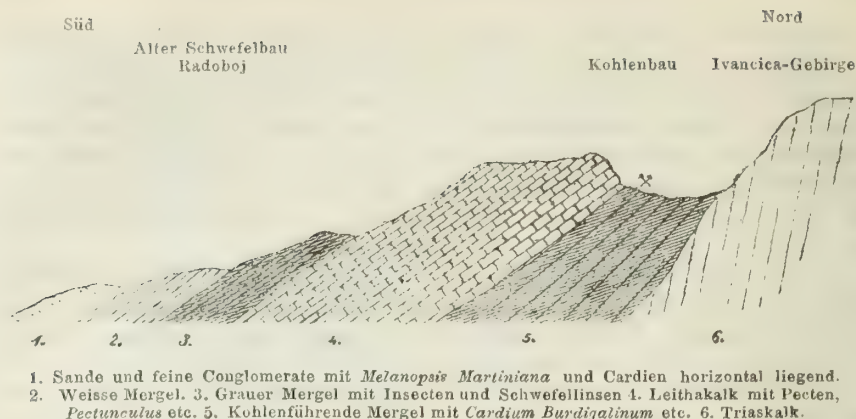 Süd
Nord
Alter Schwefelbau
Radoboj
Kohlenbau
Ivancica-Gebirge
1. 2. 3. 4. 5. 6.
1. Sande und feine Conglomerate mit Melanopsis Martiniana und Cardien horizontal liegend.
2. Weisse Mergel. 3. Grauer Mergel mit Insecten und Schwefellinsen 4. Leithakalk mit Pecten,
Pectunculus etc. 5. Kohlenführende Mergel mit Cardium Burdigalinum etc. 6. Triaskalk.